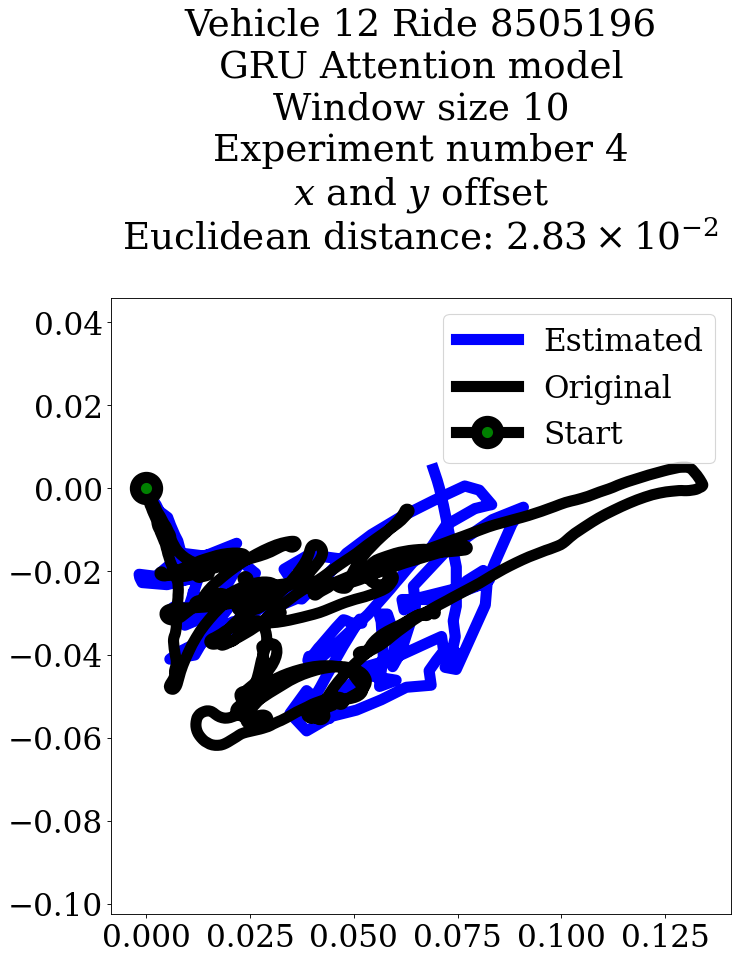 Vehicle 12 Ride 8505196
GRU Attention model
Window size 10
Experiment number 4
x and y offset
Euclidean distance: 2.83 × 10⁻²
Estimated
Original
Start
0.04
0.02
0.00
−0.02
−0.04
−0.06
−0.08
−0.10
0.000 0.025 0.050 0.075 0.100 0.125